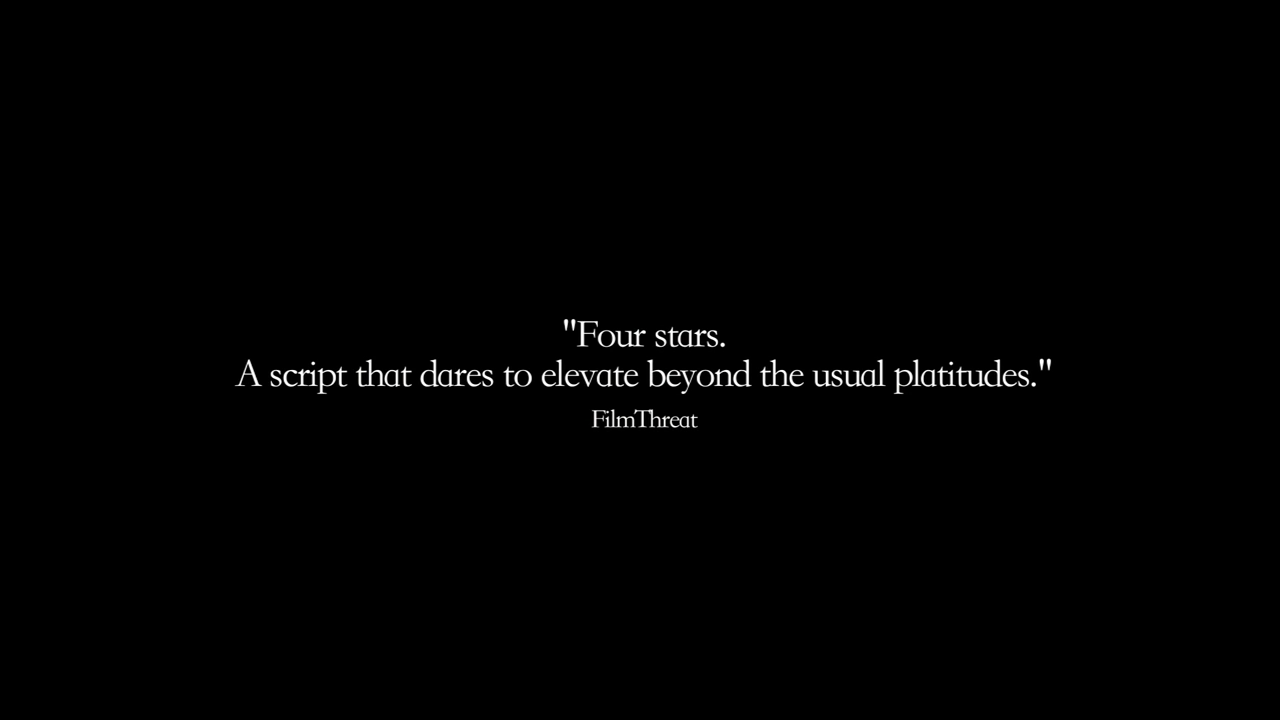 "Four stars.
A script that dares to elevate beyond the usual platitudes."
FilmThreat